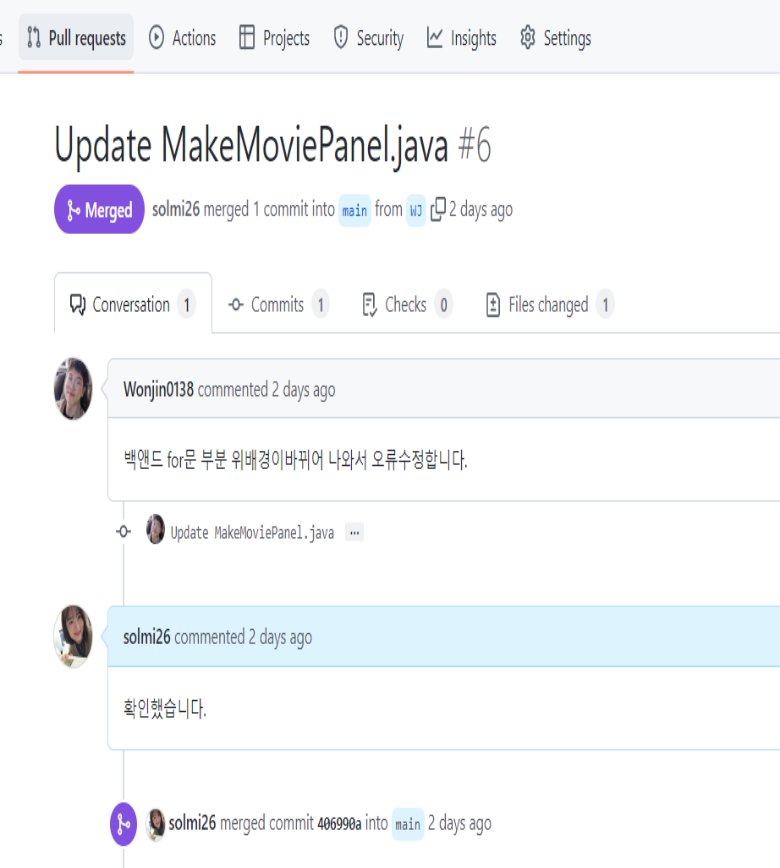 Pull requests Actions Projects Security Insights Settings
Update MakeMoviePanel.java #6
Merged solmi26 merged 1 commit into main from WJ 2 days ago
Conversation 1 Commits 1 Checks 0 Files changed 1
Wonjin0138 commented 2 days ago
백앤드 for문 부분 위배경이바뀌어 나와서 오류수정합니다.
Update MakeMoviePanel.java ...
solmi26 commented 2 days ago
확인했습니다.
solmi26 merged commit 406990a into main 2 days ago